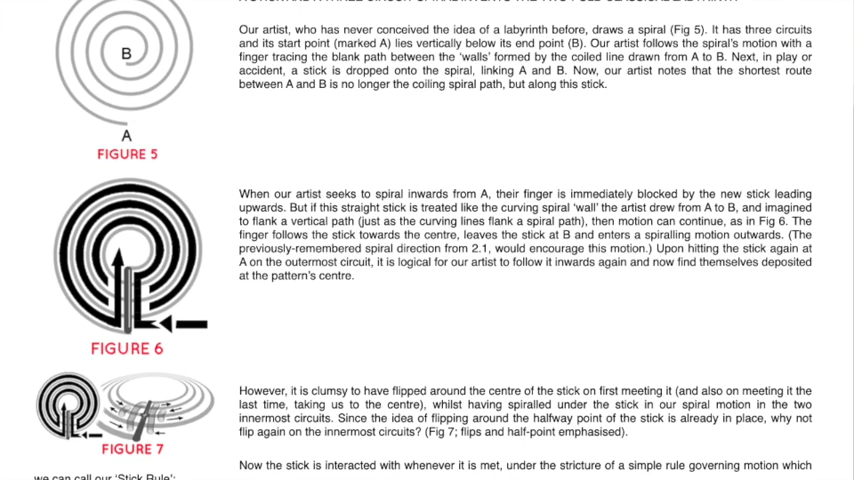 Our artist, who has never conceived the idea of a labyrinth before, draws a spiral (Fig 5). It has three circuits
and its start point (marked A) lies vertically below its end point (B). Our artist follows the spiral's motion with a
finger tracing the blank path between the 'walls' formed by the coiled line drawn from A to B. Next, in play or
accident, a stick is dropped onto the spiral, linking A and B. Now, our artist notes that the shortest route
between A and B is no longer the coiling spiral path, but along this stick.
B
A
FIGURE 5
When our artist seeks to spiral inwards from A, their finger is immediately blocked by the new stick leading
upwards. But if this straight stick is treated like the curving spiral 'wall' the artist drew from A to B, and imagined
to flank a vertical path (just as the curving lines flank a spiral path), then motion can continue, as in Fig 6. The
finger follows the stick towards the centre, leaves the stick at B and enters a spiralling motion outwards. (The
previously-remembered spiral direction from 2.1, would encourage this motion.) Upon hitting the stick again at
A on the outermost circuit, it is logical for our artist to follow it inwards again and now find themselves deposited
at the pattern's centre.
FIGURE 6
However, it is clumsy to have flipped around the centre of the stick on first meeting it (and also on meeting it the
last time, taking us to the centre), whilst having spiralled under the stick in our spiral motion in the two
innermost circuits. Since the idea of flipping around the halfway point of the stick is already in place, why not
flip again on the innermost circuits? (Fig 7; flips and half-point emphasised).
FIGURE 7
Now the stick is interacted with whenever it is met, under the stricture of a simple rule governing motion which
we can call our 'Stick Rule':